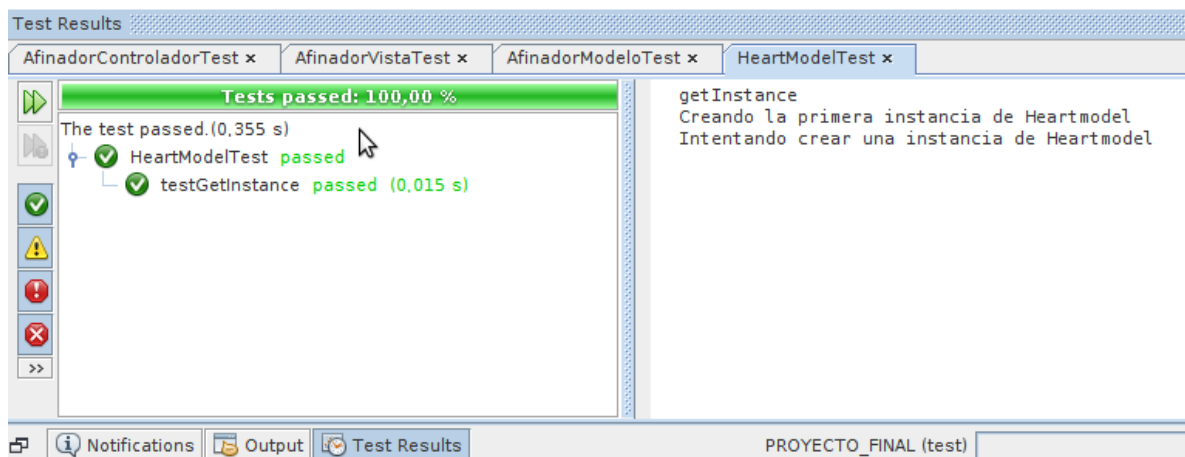 Test Results
AfinadorControladorTest × AfinadorVistaTest × AfinadorModeloTest × HeartModelTest ×
Tests passed: 100,00 %
The test passed.(0,355 s)
HeartModelTest passed
testGetInstance passed (0,015 s)
>>
getInstance
Creando la primera instancia de Heartmodel
Intentando crear una instancia de Heartmodel
Notifications Output Test Results PROYECTO_FINAL (test)